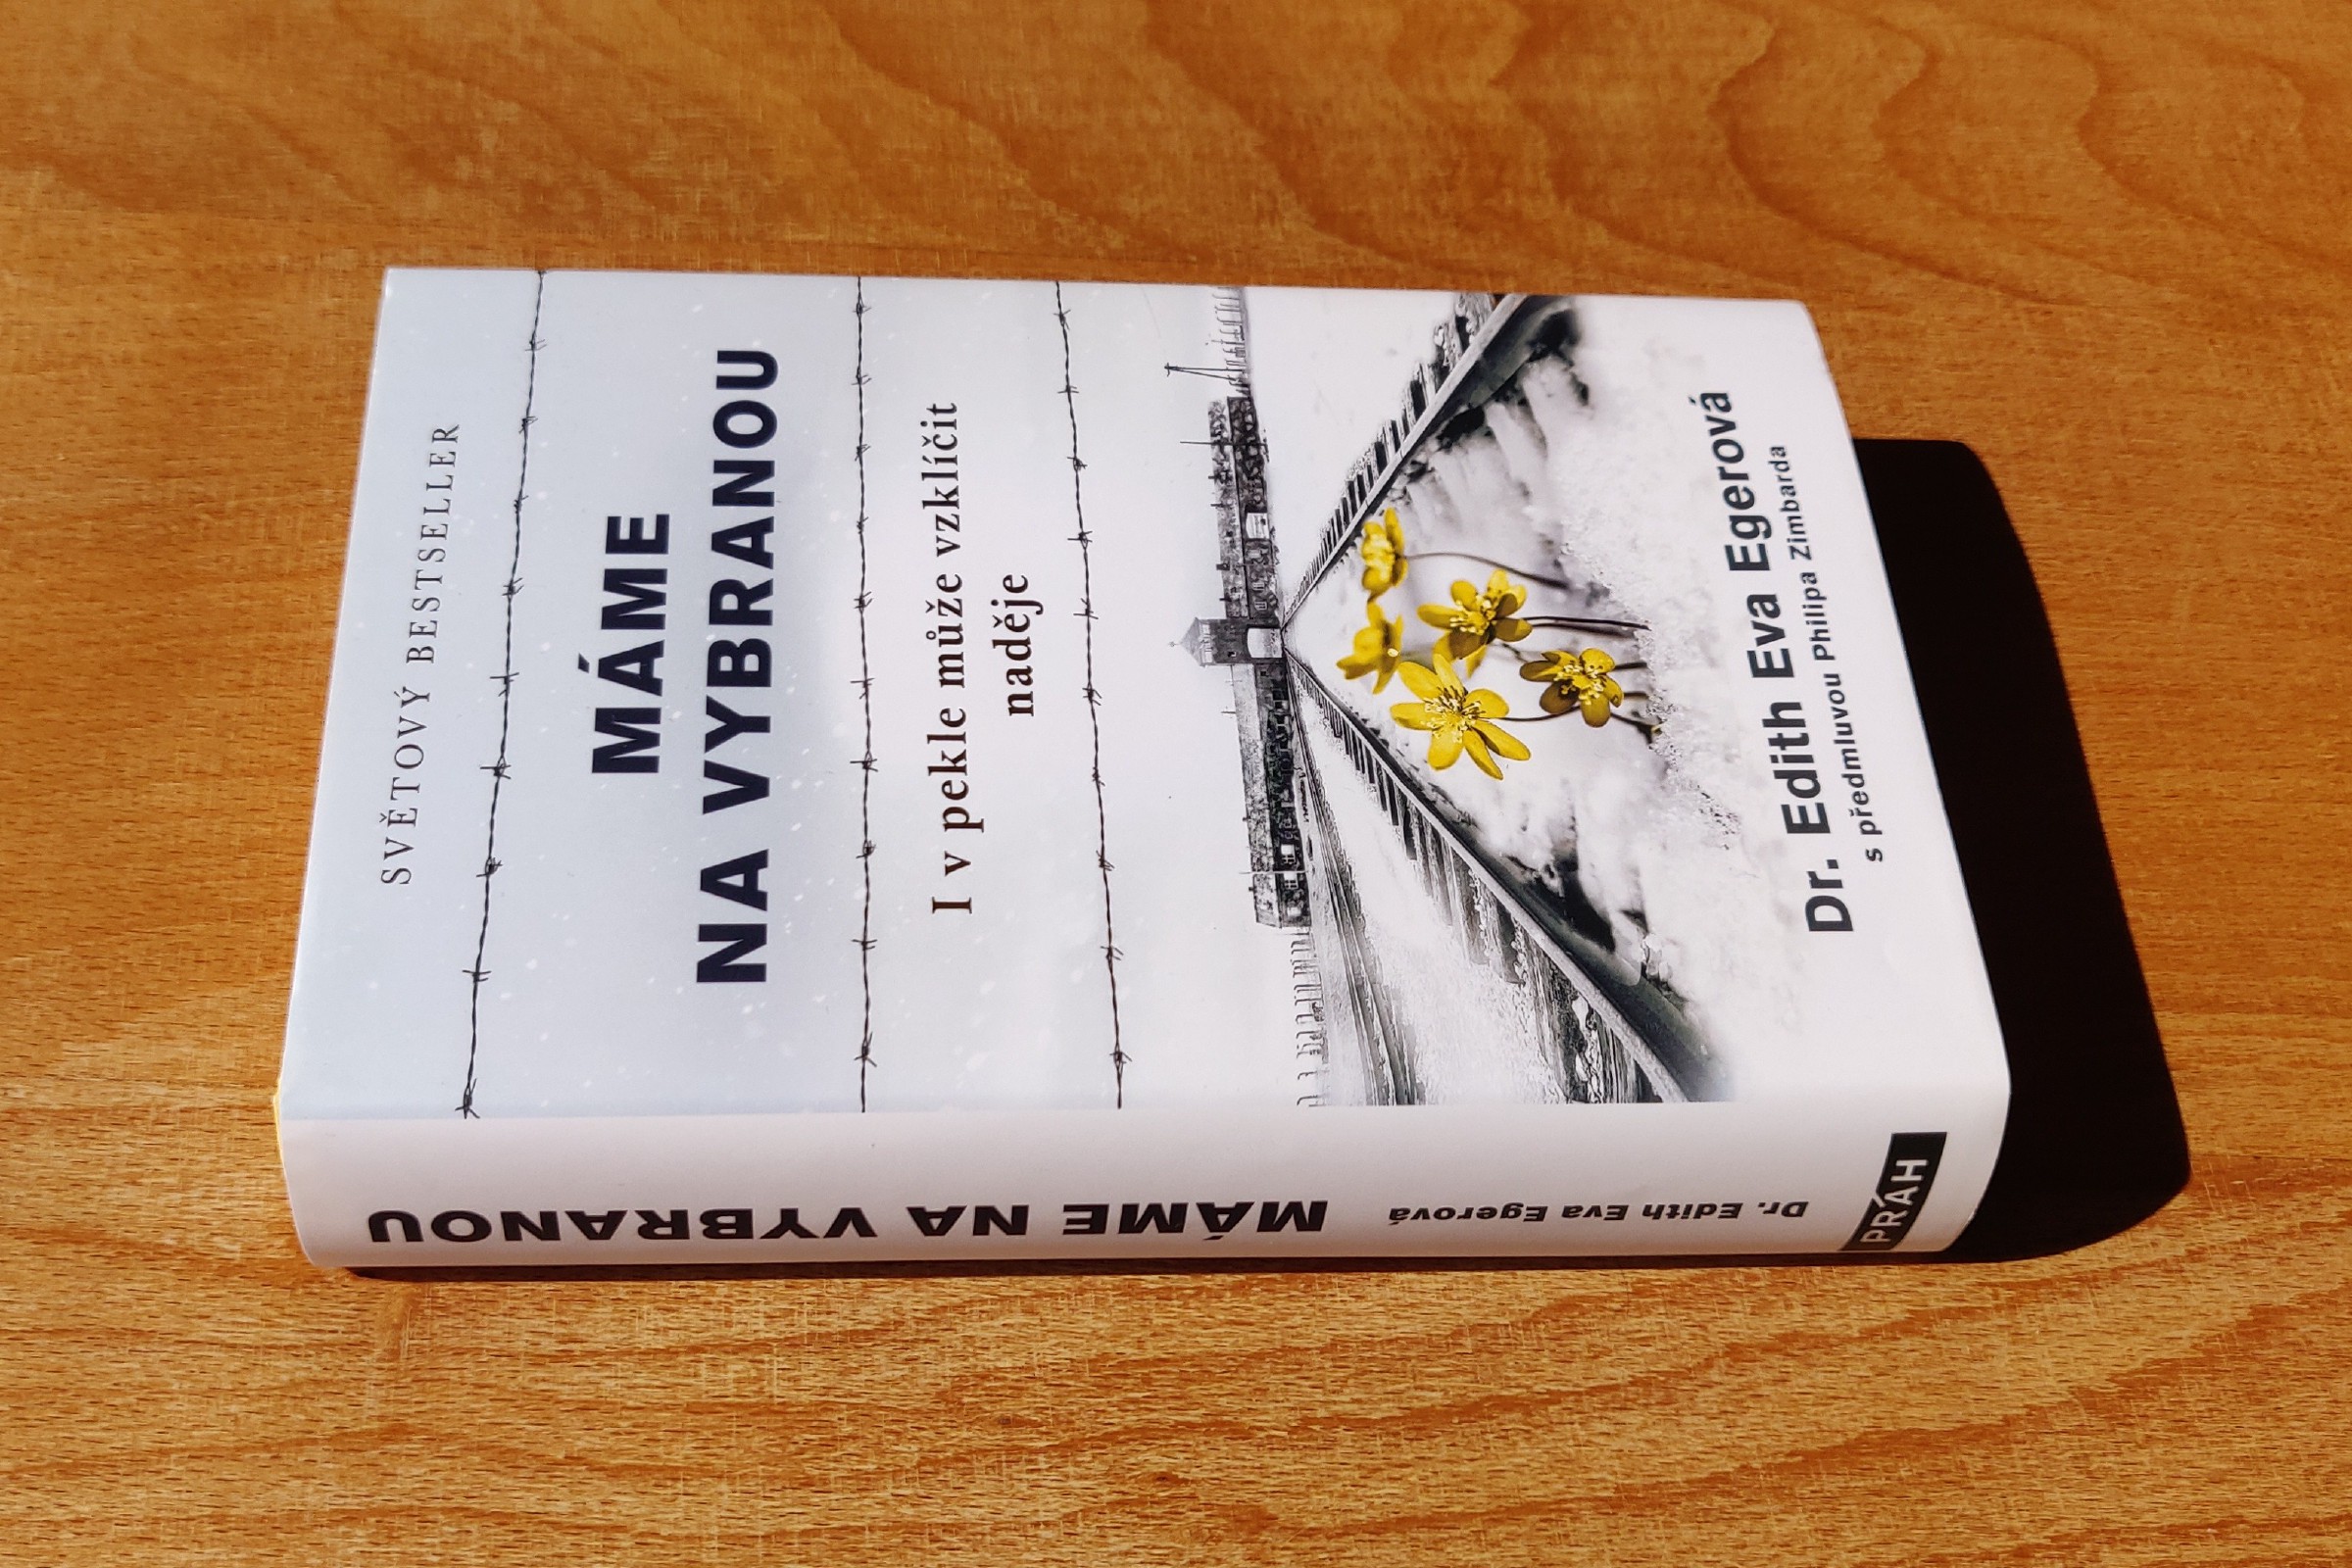 SVĚTOVÝ BESTSELLER
MÁME
NA VYBRANOU
I v pekle může vzklíčit
naděje
Dr. Edith Eva Egerová
s předmluvou Philipa Zimbarda
MÁME NA VYBRANOU
Dr. Edith Eva Egerová
PRÁH